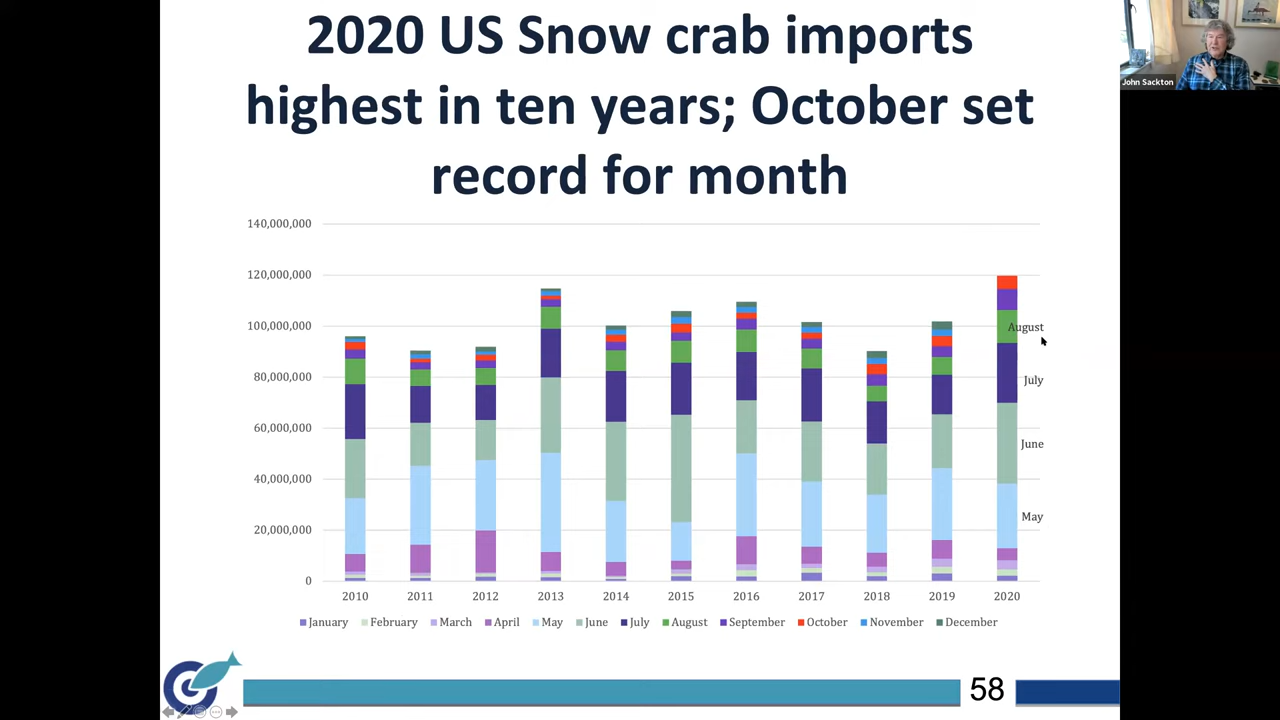 2020 US Snow crab imports
highest in ten years; October set
record for month
John Sackton
140,000,000
120,000,000
100,000,000
80,000,000
60,000,000
40,000,000
20,000,000
0
August
July
June
May
2010 2011 2012 2013 2014 2015 2016 2017 2018 2019 2020
January February March April May June July August September October November December
58